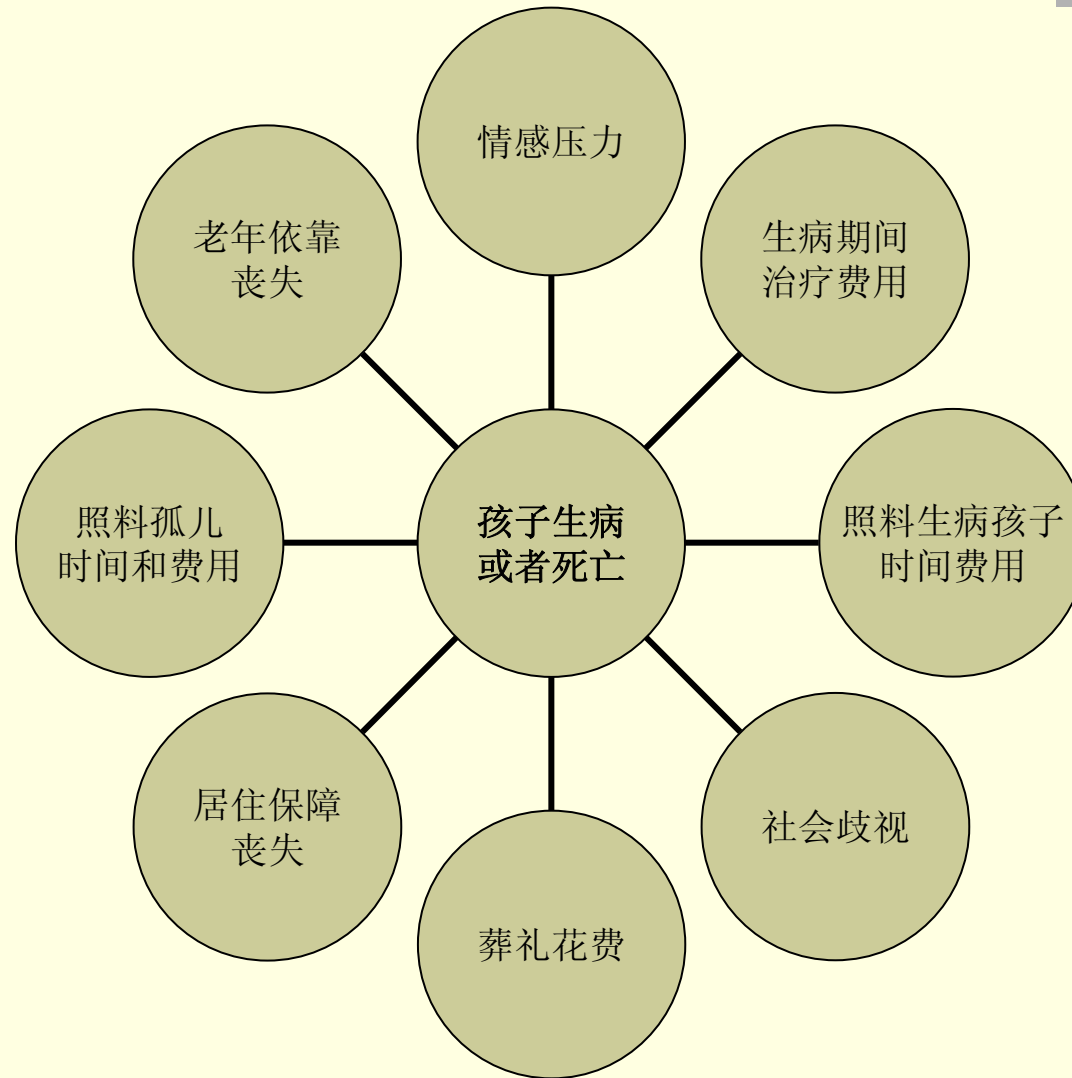 情感压力
老年依靠
丧失
生病期间
治疗费用
照料孤儿
时间和费用
孩子生病
或者死亡
照料生病孩子
时间费用
居住保障
丧失
社会歧视
葬礼花费